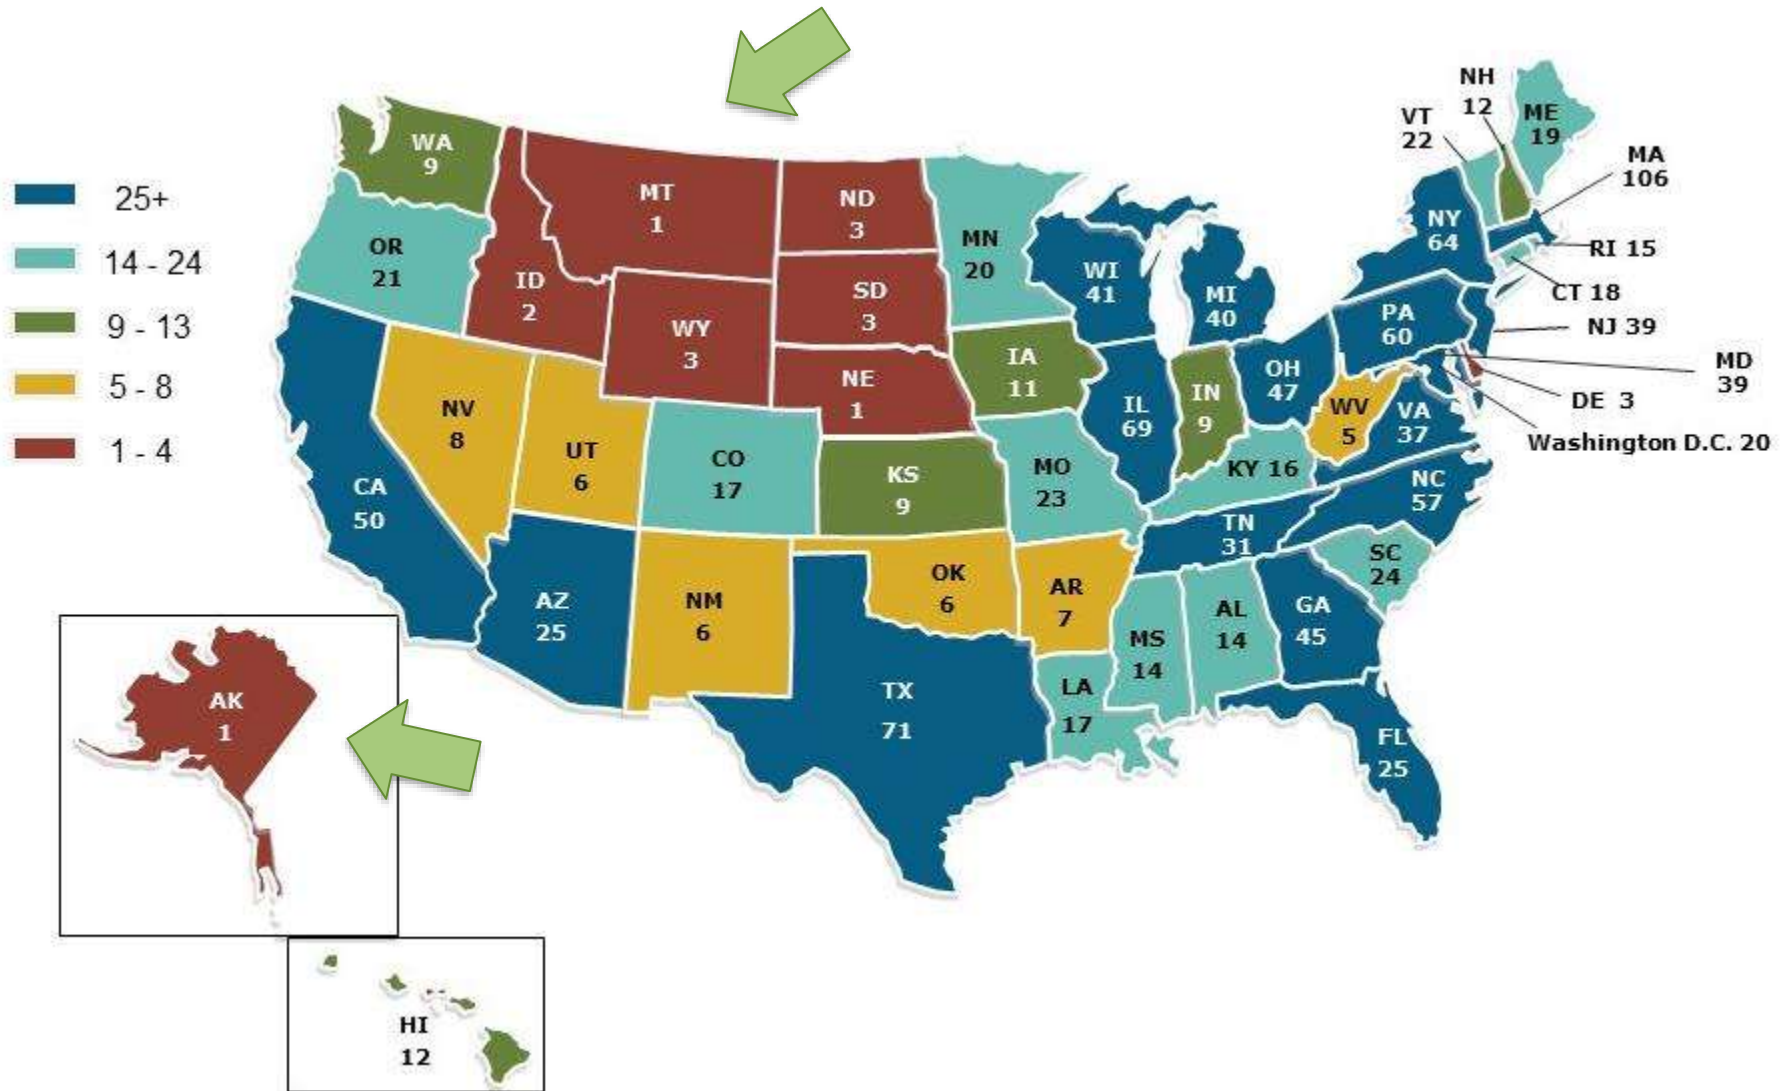 25+
14 - 24
9 - 13
5 - 8
1 - 4
WA
9
OR
21
CA
50
NV
8
ID
2
MT
1
WY
3
UT
6
AZ
25
CO
17
NM
6
ND
3
SD
3
NE
1
KS
9
OK
6
TX
71
MN
20
IA
11
MO
23
AR
7
LA
17
WI
41
IL
69
MI
40
IN
9
OH
47
KY 16
TN
31
MS
14
AL
14
GA
45
FL
25
SC
24
NC
57
VA
37
WV
5
PA
60
NY
64
VT
22
NH
12
ME
19
MA
106
RI 15
CT 18
NJ 39
MD
39
DE 3
Washington D.C. 20
AK
1
HI
12